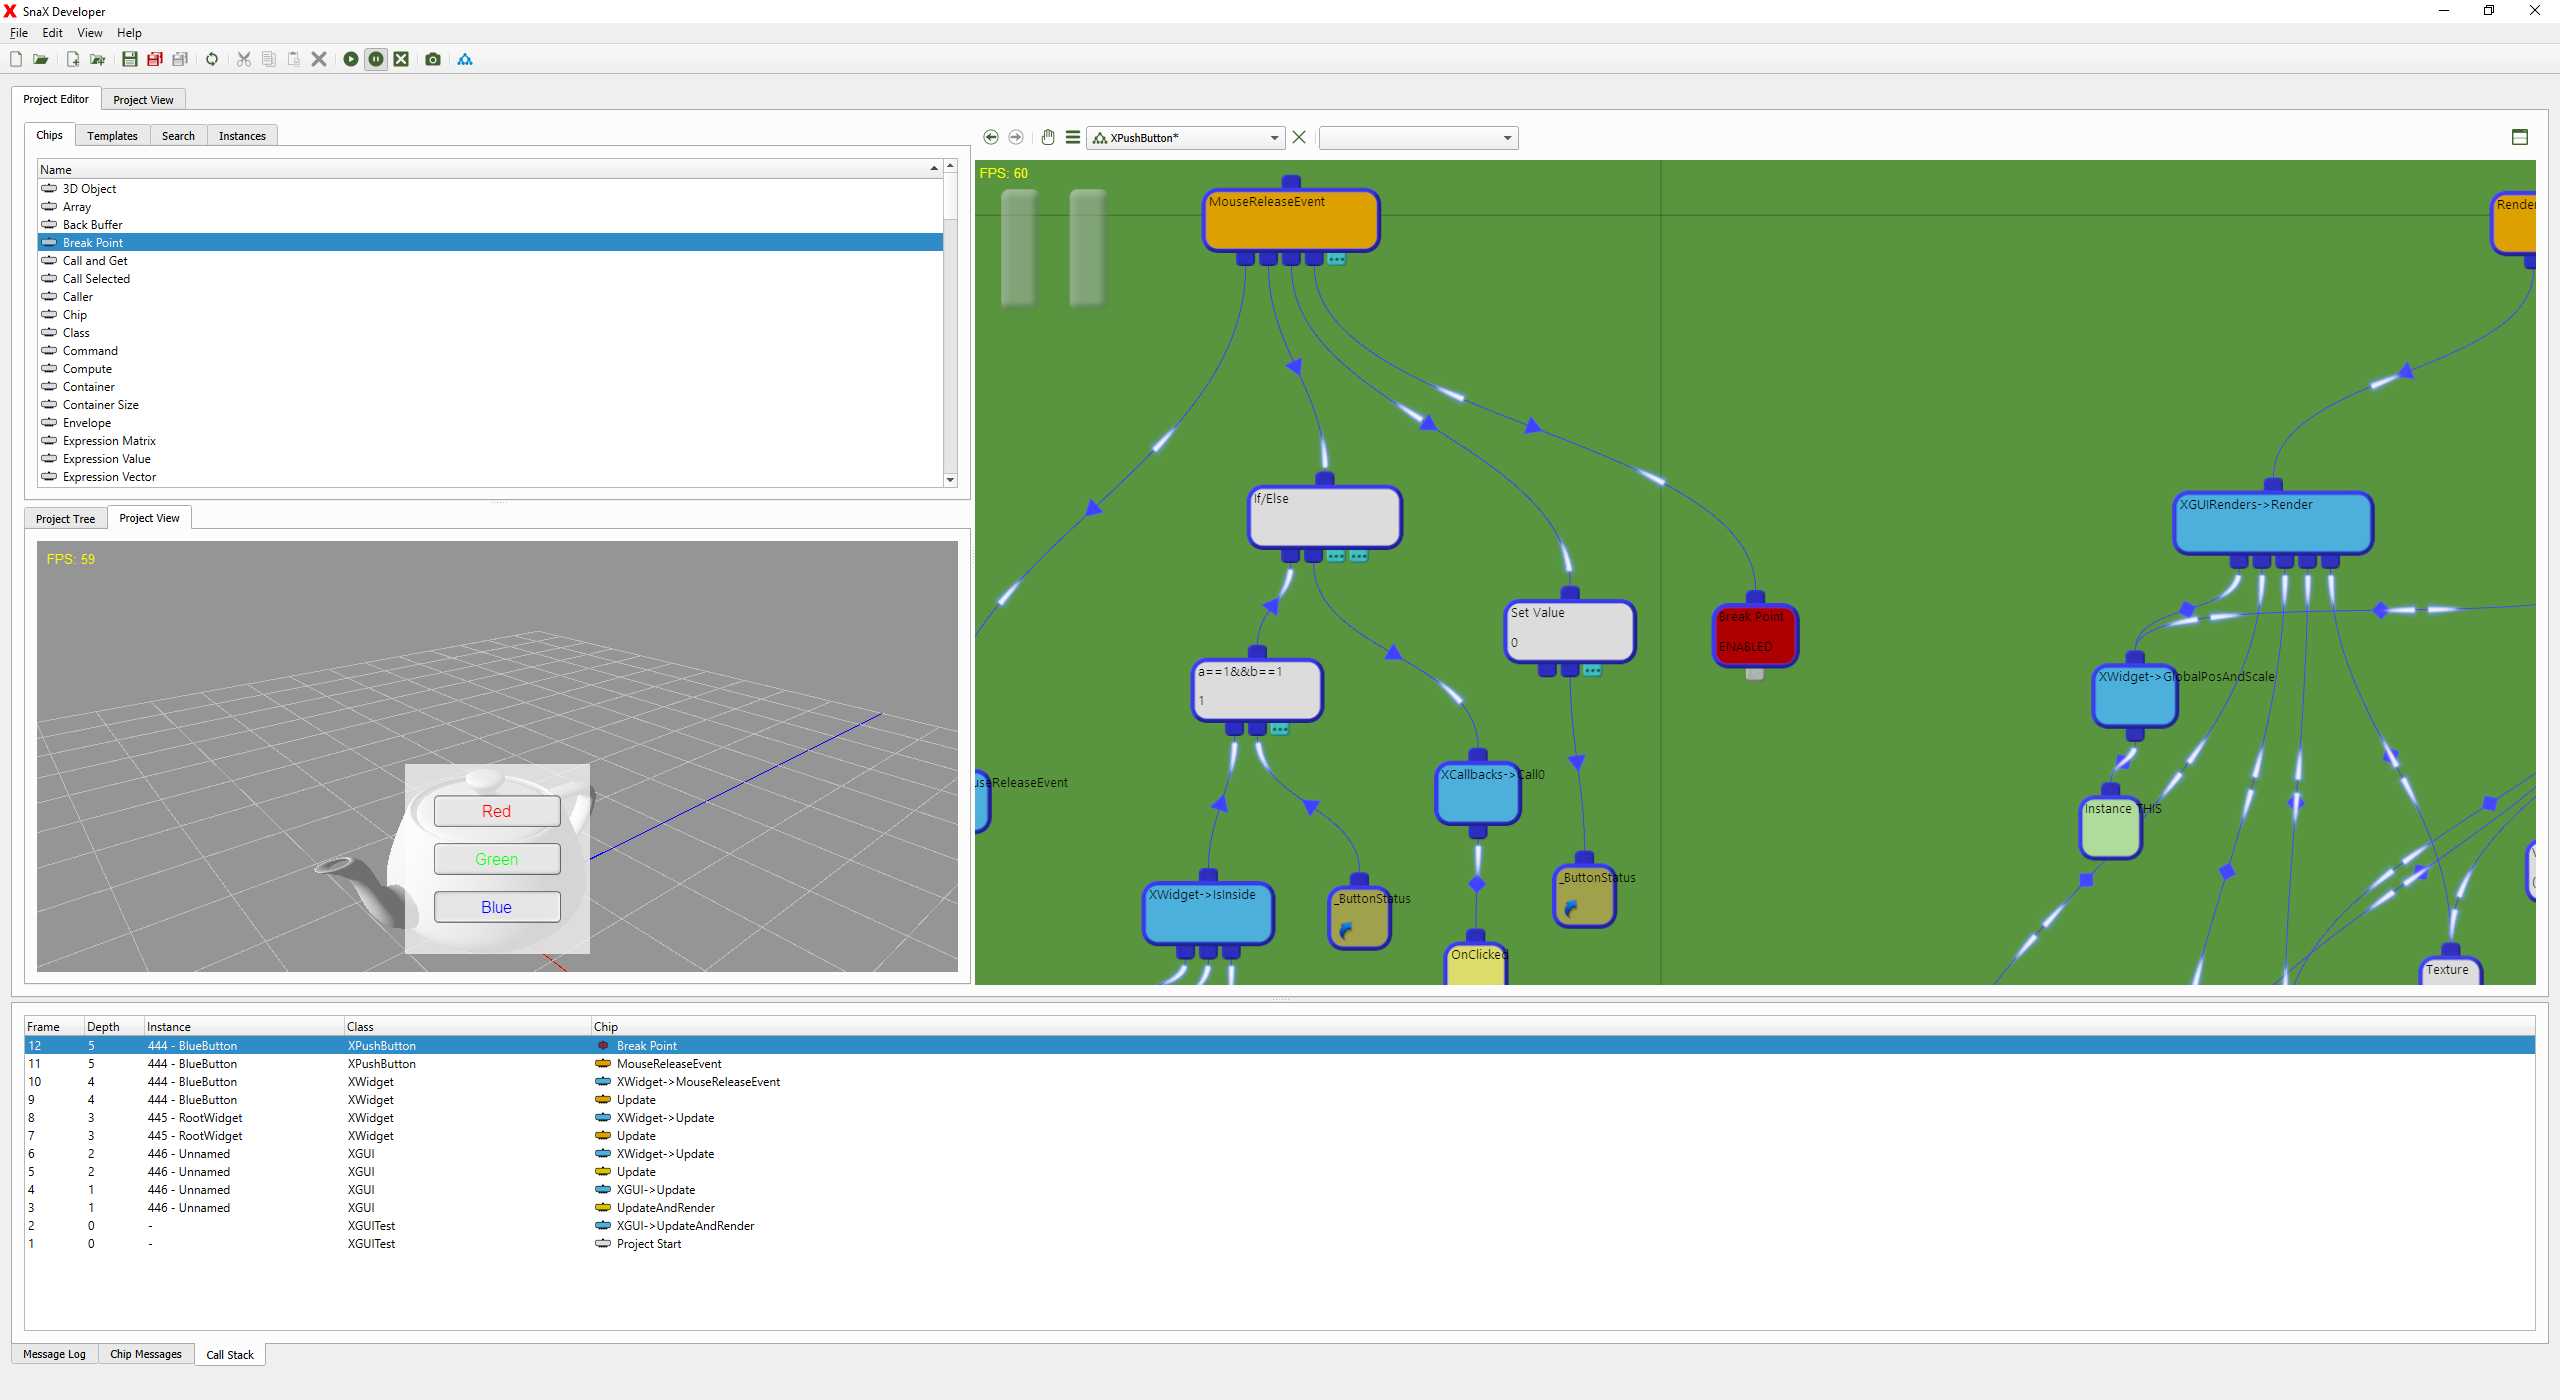 SnaX Developer
File Edit View Help
Project Editor Project View
Chips Templates Search Instances
Name
3D Object
Array
Back Buffer
Break Point
Call and Get
Call Selected
Caller
Chip
Class
Command
Compute
Container
Container Size
Envelope
Expression Matrix
Expression Value
Expression Vector
Project Tree Project View
FPS: 59
Red
Green
Blue
XPushButton*
FPS: 60
MouseReleaseEvent
Render
If/Else
XGUIRenders->Render
Set Value
0
Break Point
ENABLED
a==1&&b==1
1
XWidget->GlobalPosAndScale
XCallbacks->Call0
useReleaseEvent
Instance THIS
XWidget->IsInside
_ButtonStatus
_ButtonStatus
OnClicked
Texture
Frame Depth Instance Class Chip
12 5 444 - BlueButton XPushButton Break Point
11 5 444 - BlueButton XPushButton MouseReleaseEvent
10 4 444 - BlueButton XWidget XWidget->MouseReleaseEvent
9 4 444 - BlueButton XWidget Update
8 3 445 - RootWidget XWidget XWidget->Update
7 3 445 - RootWidget XWidget Update
6 2 446 - Unnamed XGUI XWidget->Update
5 2 446 - Unnamed XGUI Update
4 1 446 - Unnamed XGUI XGUI->Update
3 1 446 - Unnamed XGUI UpdateAndRender
2 0 - XGUITest XGUI->UpdateAndRender
1 0 - XGUITest Project Start
Message Log Chip Messages Call Stack